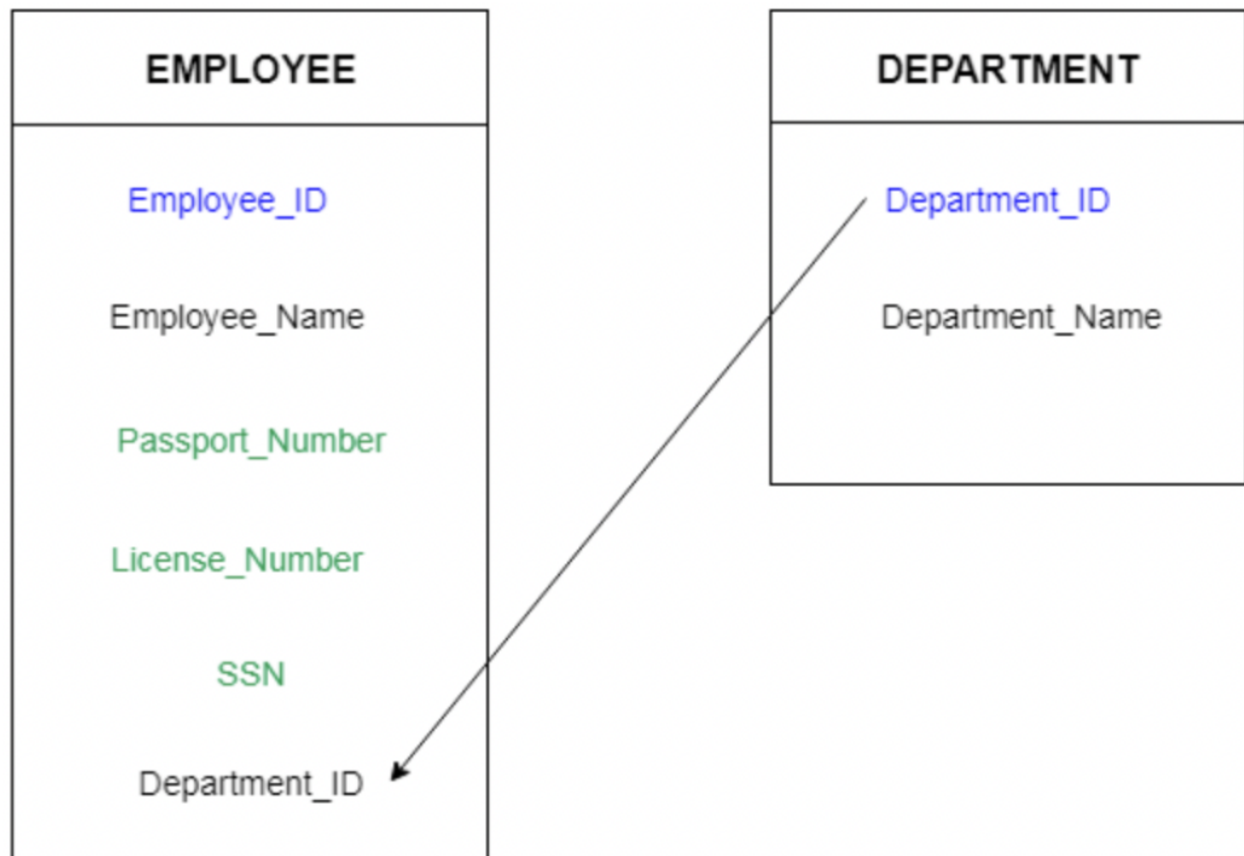 EMPLOYEE
Employee_ID
Employee_Name
Passport_Number
License_Number
SSN
Department_ID
DEPARTMENT
Department_ID
Department_Name